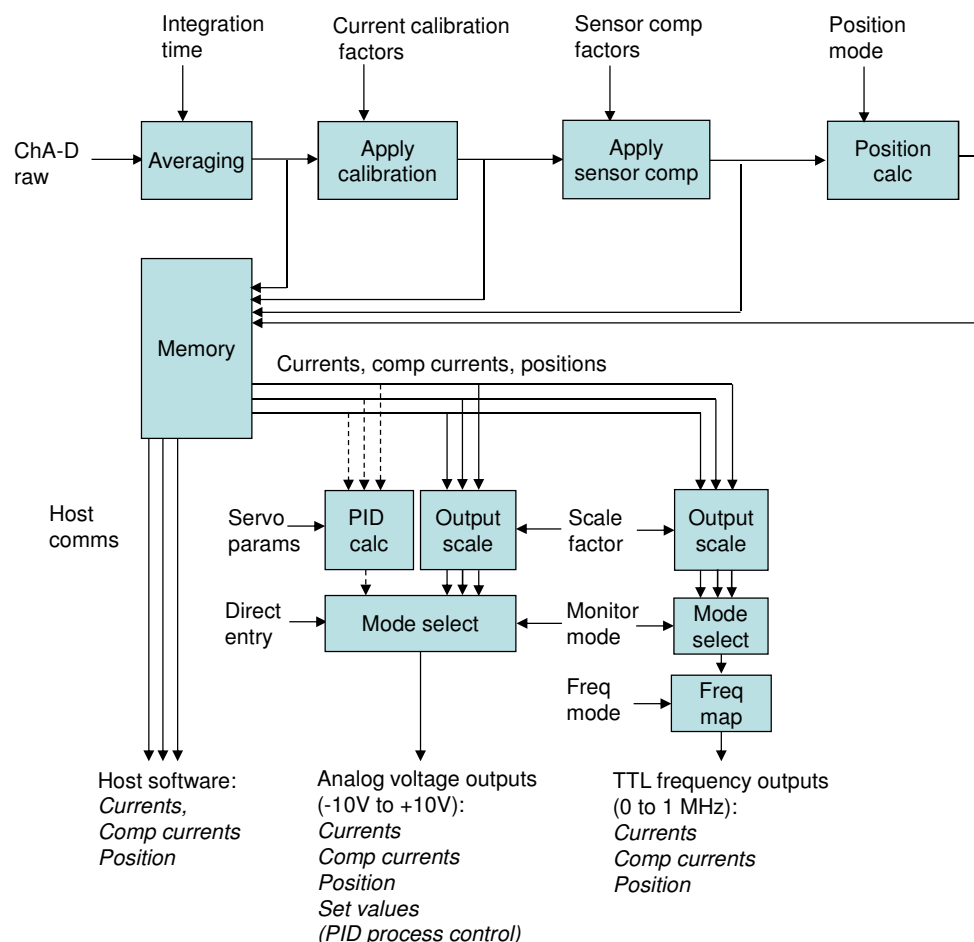 Integration
time
Current calibration
factors
Sensor comp
factors
Position
mode
ChA-D
raw
Averaging
Apply
calibration
Apply
sensor comp
Position
calc
Memory
Currents, comp currents, positions
Host
comms
Servo
params
PID
calc
Output
scale
Scale
factor
Output
scale
Direct
entry
Mode select
Monitor
mode
Mode
select
Freq
mode
Freq
map
Host software:
Currents,
Comp currents
Position
Analog voltage outputs
(-10V to +10V):
Currents
Comp currents
Position
Set values
(PID process control)
TTL frequency outputs
(0 to 1 MHz):
Currents
Comp currents
Position